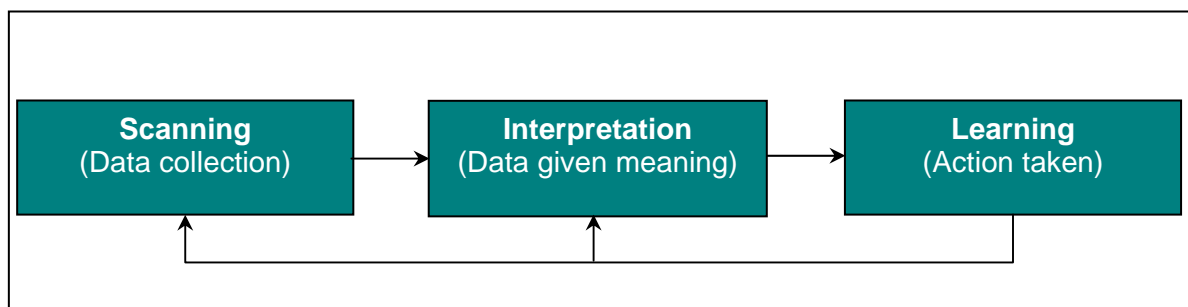 Scanning
(Data collection)
Interpretation
(Data given meaning)
Learning
(Action taken)